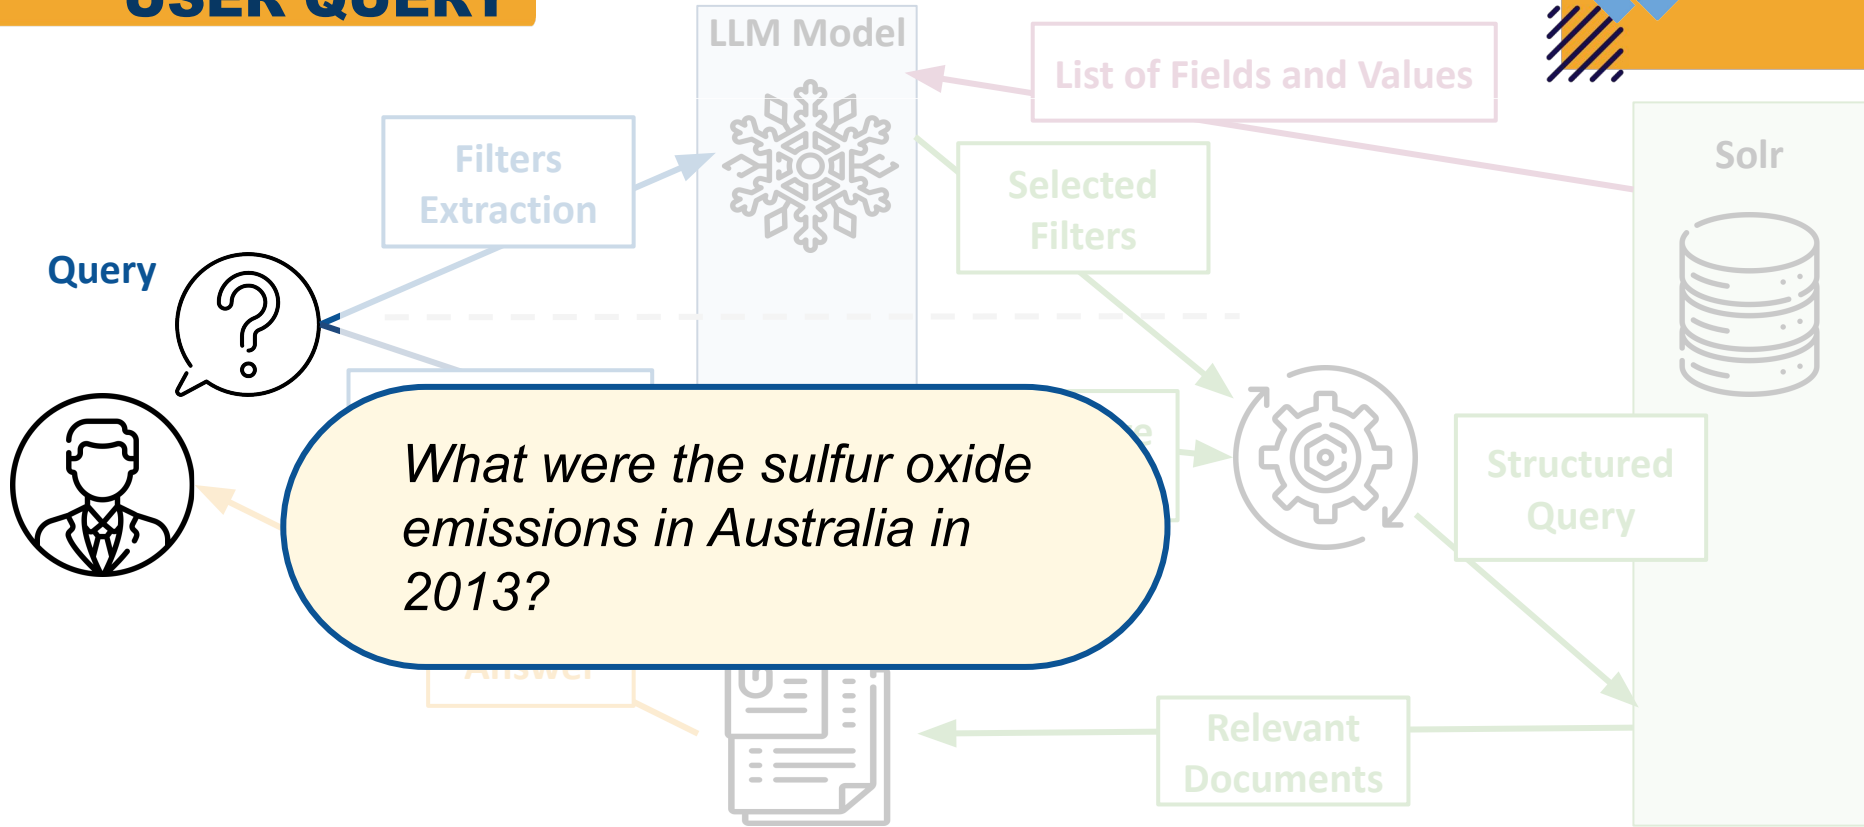 USER QUERY
LLM Model
List of Fields and Values
Filters
Extraction
Selected
Filters
Solr
Query
What were the sulfur oxide
emissions in Australia in
2013?
Structured
Query
Answer
Relevant
Documents